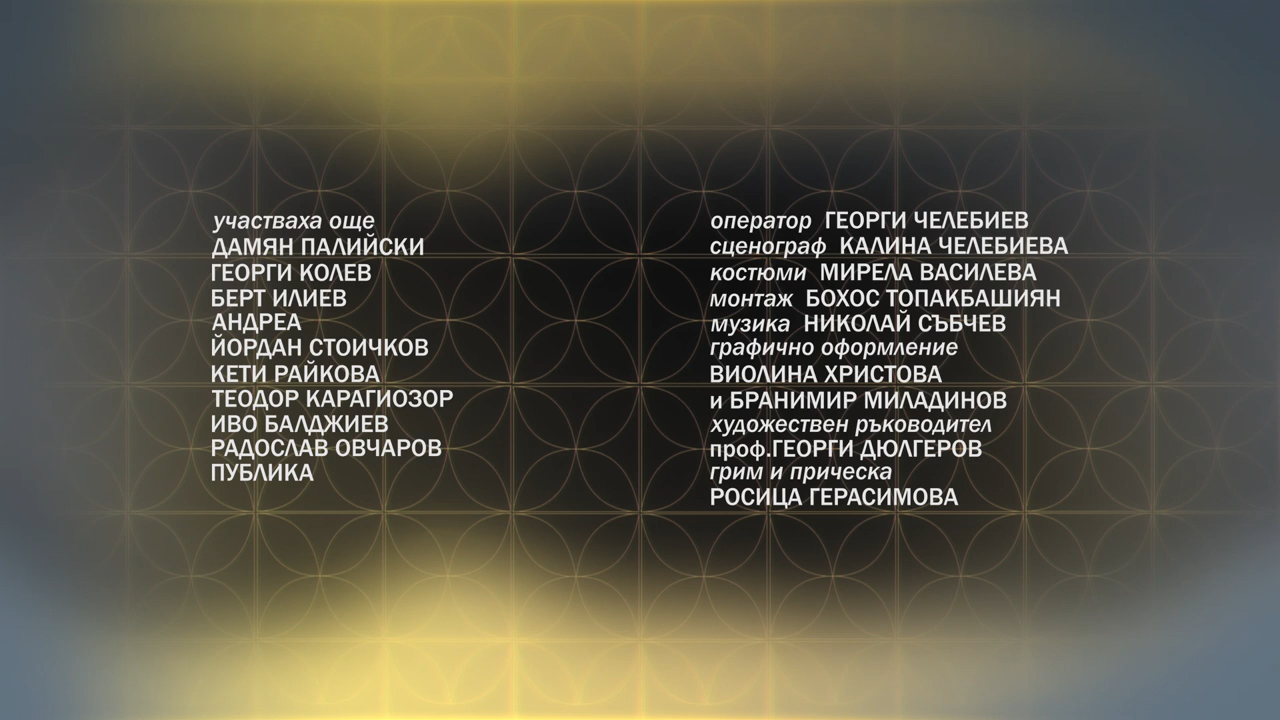 участваха още
ДАМЯН ПАЛИЙСКИ
ГЕОРГИ КОЛЕВ
БЕРТ ИЛИЕВ
АНДРЕА
ЙОРДАН СТОИЧКОВ
КЕТИ РАЙКОВА
ТЕОДОР КАРАГИОЗОР
ИВО БАЛДЖИЕВ
РАДОСЛАВ ОВЧАРОВ
ПУБЛИКА
оператор ГЕОРГИ ЧЕЛЕБИЕВ
сценограф КАЛИНА ЧЕЛЕБИЕВА
костюми МИРЕЛА ВАСИЛЕВА
монтаж БОХОС ТОПАКБАШИЯН
музика НИКОЛАЙ СЪБЧЕВ
графично оформление
ВИОЛИНА ХРИСТОВА
и БРАНИМИР МИЛАДИНОВ
художествен ръководител
проф.ГЕОРГИ ДЮЛГЕРОВ
грим и прическа
РОСИЦА ГЕРАСИМОВА